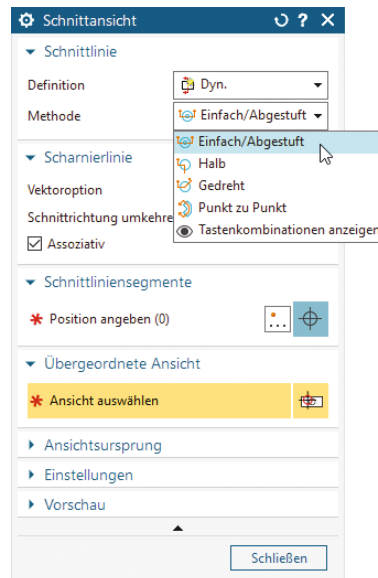 Schnittansicht
Schnittlinie
Definition Dyn.
Methode Einfach/Abgestuft
Einfach/Abgestuft
Scharnierlinie Halb
Vektoroption Gedreht
Schnittrichtung umkehre Punkt zu Punkt
Assoziativ Tastenkombinationen anzeigen
Schnittliniensegmente
* Position angeben (0)
Übergeordnete Ansicht
* Ansicht auswählen
Ansichtsursprung
Einstellungen
Vorschau
Schließen